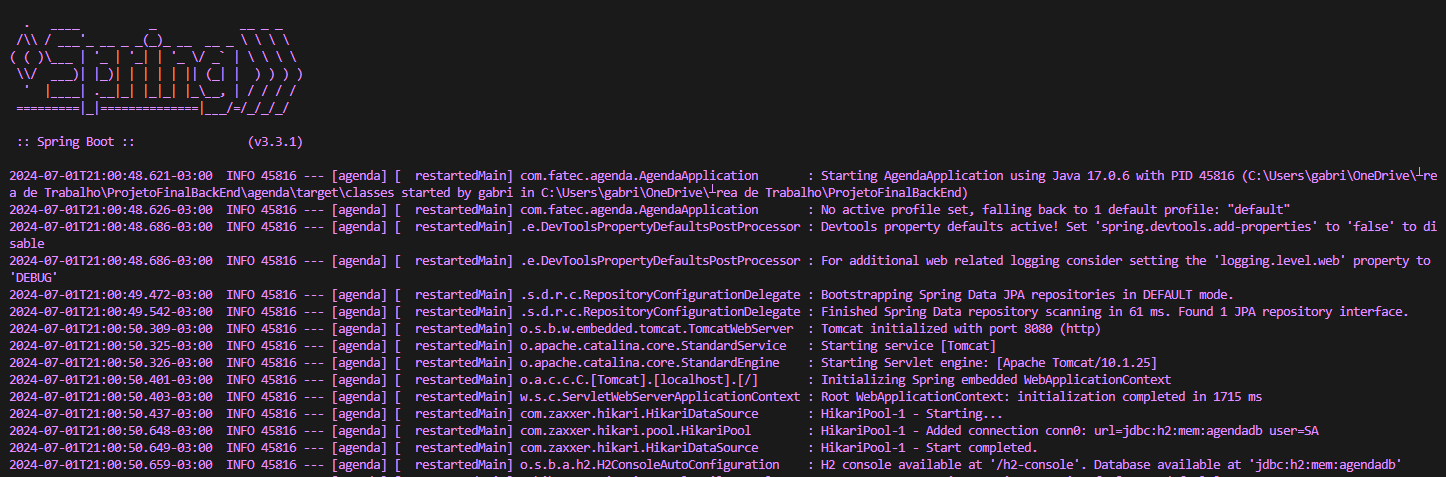 .   ____          _            __ _ _
 /\\ / ___'_ __ _ _(_)_ __  __ _ \ \ \ \
( ( )\___ | '_ | '_| | '_ \/ _` | \ \ \ \
 \\/  ___)| |_)| | | | | || (_| |  ) ) ) )
  '  |____| .__|_| |_|_| |_\__, | / / / /
 =========|_|==============|___/=/_/_/_/
 :: Spring Boot ::                (v3.3.1)
2024-07-01T21:00:48.621-03:00  INFO 45816 --- [agenda] [  restartedMain] com.fatec.agenda.AgendaApplication       : Starting AgendaApplication using Java 17.0.6 with PID 45816 (C:\Users\gabri\OneDrive\┴re
a de Trabalho\ProjetoFinalBackEnd\agenda\target\classes started by gabri in C:\Users\gabri\OneDrive\┴rea de Trabalho\ProjetoFinalBackEnd)
2024-07-01T21:00:48.626-03:00  INFO 45816 --- [agenda] [  restartedMain] com.fatec.agenda.AgendaApplication       : No active profile set, falling back to 1 default profile: "default"
2024-07-01T21:00:48.686-03:00  INFO 45816 --- [agenda] [  restartedMain] .e.DevToolsPropertyDefaultsPostProcessor : Devtools property defaults active! Set 'spring.devtools.add-properties' to 'false' to di
sable
2024-07-01T21:00:48.686-03:00  INFO 45816 --- [agenda] [  restartedMain] .e.DevToolsPropertyDefaultsPostProcessor : For additional web related logging consider setting the 'logging.level.web' property to
'DEBUG'
2024-07-01T21:00:49.472-03:00  INFO 45816 --- [agenda] [  restartedMain] .s.d.r.c.RepositoryConfigurationDelegate : Bootstrapping Spring Data JPA repositories in DEFAULT mode.
2024-07-01T21:00:49.542-03:00  INFO 45816 --- [agenda] [  restartedMain] .s.d.r.c.RepositoryConfigurationDelegate : Finished Spring Data repository scanning in 61 ms. Found 1 JPA repository interface.
2024-07-01T21:00:50.309-03:00  INFO 45816 --- [agenda] [  restartedMain] o.s.b.w.embedded.tomcat.TomcatWebServer  : Tomcat initialized with port 8080 (http)
2024-07-01T21:00:50.325-03:00  INFO 45816 --- [agenda] [  restartedMain] o.apache.catalina.core.StandardService   : Starting service [Tomcat]
2024-07-01T21:00:50.326-03:00  INFO 45816 --- [agenda] [  restartedMain] o.apache.catalina.core.StandardEngine    : Starting Servlet engine: [Apache Tomcat/10.1.25]
2024-07-01T21:00:50.401-03:00  INFO 45816 --- [agenda] [  restartedMain] o.a.c.c.C.[Tomcat].[localhost].[/]       : Initializing Spring embedded WebApplicationContext
2024-07-01T21:00:50.403-03:00  INFO 45816 --- [agenda] [  restartedMain] w.s.c.ServletWebServerApplicationContext : Root WebApplicationContext: initialization completed in 1715 ms
2024-07-01T21:00:50.437-03:00  INFO 45816 --- [agenda] [  restartedMain] com.zaxxer.hikari.HikariDataSource       : HikariPool-1 - Starting...
2024-07-01T21:00:50.648-03:00  INFO 45816 --- [agenda] [  restartedMain] com.zaxxer.hikari.pool.HikariPool        : HikariPool-1 - Added connection conn0: url=jdbc:h2:mem:agendadb user=SA
2024-07-01T21:00:50.649-03:00  INFO 45816 --- [agenda] [  restartedMain] com.zaxxer.hikari.HikariDataSource       : HikariPool-1 - Start completed.
2024-07-01T21:00:50.659-03:00  INFO 45816 --- [agenda] [  restartedMain] o.s.b.a.h2.H2ConsoleAutoConfiguration    : H2 console available at '/h2-console'. Database available at 'jdbc:h2:mem:agendadb'